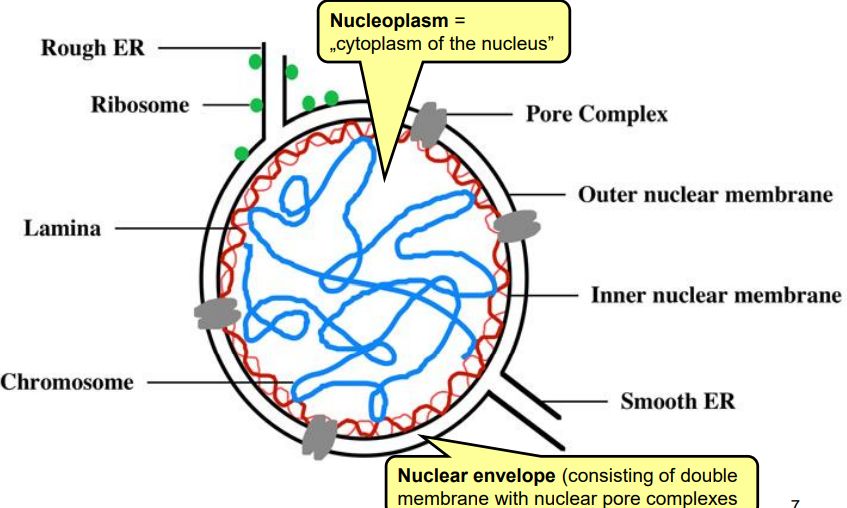 Nucleoplasm =
„cytoplasm of the nucleus”
Rough ER
Ribosome
Pore Complex
Outer nuclear membrane
Lamina
Inner nuclear membrane
Chromosome
Smooth ER
Nuclear envelope (consisting of double
membrane with nuclear pore complexes
7